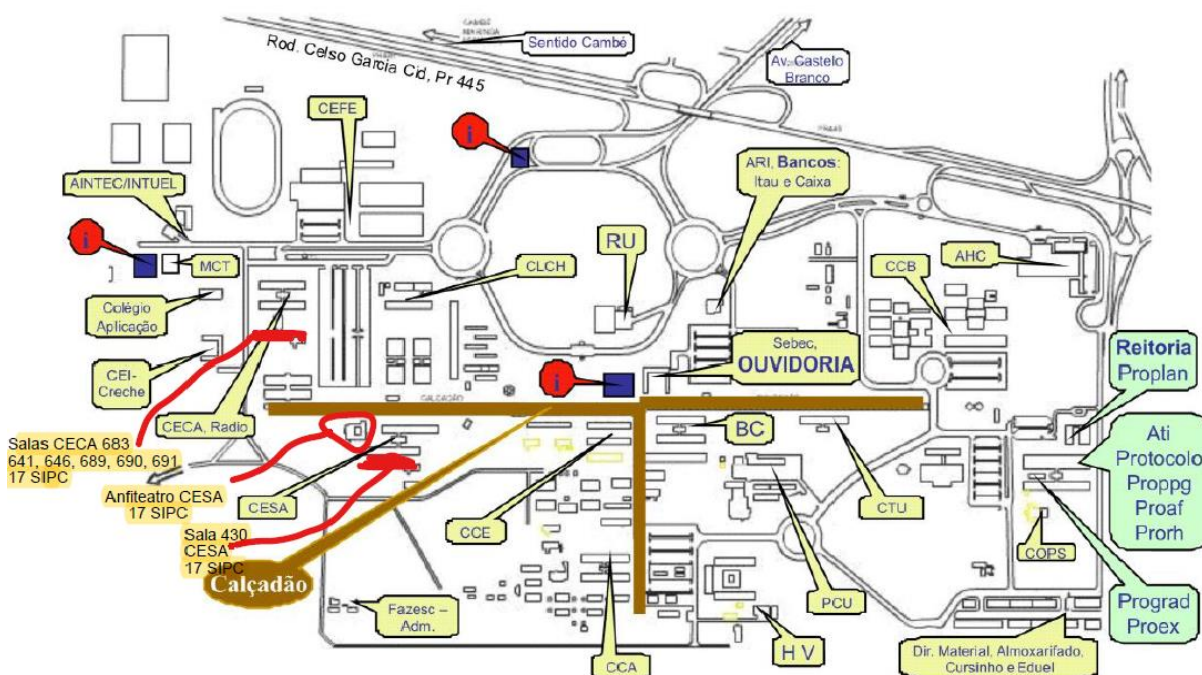 Sentido Cambé
Rod. Celso Garcia Cid, Pr 445
Av. Castelo
Branco
CEFE
i
ARI, Bancos:
Itau e Caixa
AINTEC/INTUEL
i
MCT
CLCH
RU
CCB
AHC
Colégio
Aplicação
Sebec,
OUVIDORIA
Reitoria
Proplan
CEI-
Creche
i
CALÇADÃO
CECA, Radio
BC
Salas CECA 683
641, 646, 689, 690, 691
17 SIPC
Ati
Protocolo
Proppg
Proaf
Prorh
Anfiteatro CESA
17 SIPC
CESA
CCE
CTU
Sala 430
CESA
17 SIPC
COPS
Calçadão
PCU
Prograd
Proex
Fazesc –
Adm.
CCA
H V
Dir. Material, Almoxarifado,
Cursinho e Eduel